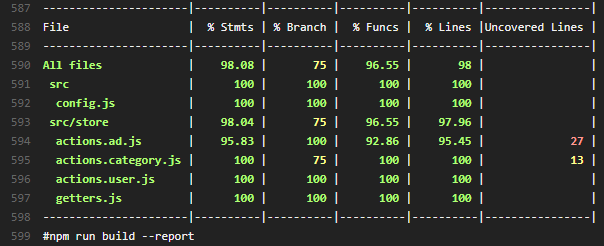 587 ----------------------|----------|----------|----------|----------|----------------|
588 File                  |  % Stmts | % Branch |  % Funcs |  % Lines |Uncovered Lines |
589 ----------------------|----------|----------|----------|----------|----------------|
590 All files             |    98.08 |       75 |    96.55 |       98 |                |
591  src                  |      100 |      100 |      100 |      100 |                |
592   config.js           |      100 |      100 |      100 |      100 |                |
593  src/store            |    98.04 |       75 |    96.55 |    97.96 |                |
594   actions.ad.js       |    95.83 |      100 |    92.86 |    95.45 |             27 |
595   actions.category.js |      100 |       75 |      100 |      100 |             13 |
596   actions.user.js     |      100 |      100 |      100 |      100 |                |
597   getters.js          |      100 |      100 |      100 |      100 |                |
598 ----------------------|----------|----------|----------|----------|----------------|
599 #npm run build --report